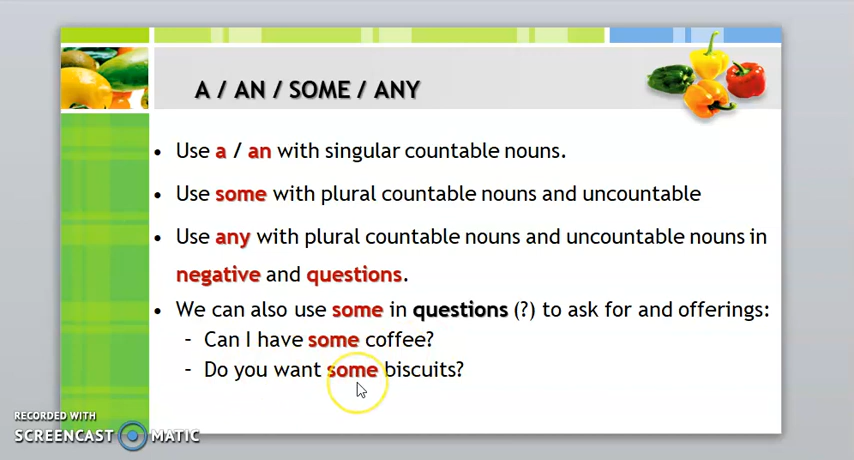 A / AN / SOME / ANY
• Use a / an with singular countable nouns.
• Use some with plural countable nouns and uncountable
• Use any with plural countable nouns and uncountable nouns in
negative and questions.
• We can also use some in questions (?) to ask for and offerings:
- Can I have some coffee?
- Do you want some biscuits?
RECORDED WITH
SCREENCAST MATIC